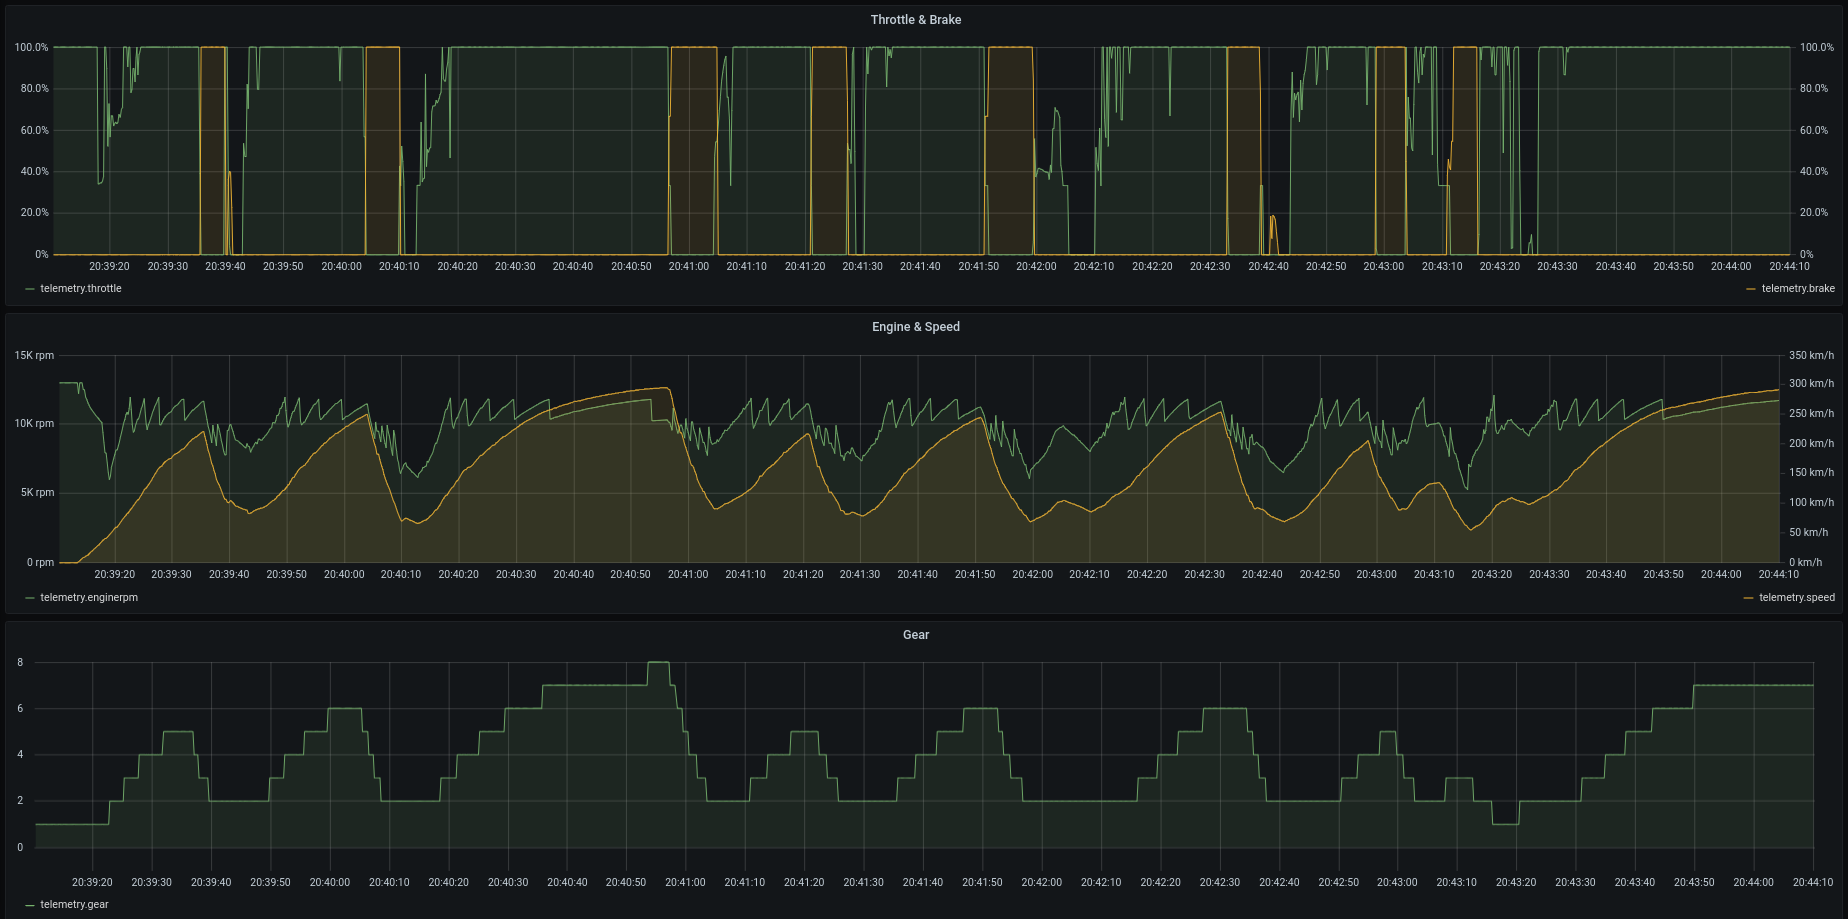 Throttle & Brake
100.0% 100.0%
80.0% 80.0%
60.0% 60.0%
40.0% 40.0%
20.0% 20.0%
0% 0%
20:39:20 20:39:30 20:39:40 20:39:50 20:40:00 20:40:10 20:40:20 20:40:30 20:40:40 20:40:50 20:41:00 20:41:10 20:41:20 20:41:30 20:41:40 20:41:50 20:42:00 20:42:10 20:42:20 20:42:30 20:42:40 20:42:50 20:43:00 20:43:10 20:43:20 20:43:30 20:43:40 20:43:50 20:44:00 20:44:10
telemetry.throttle telemetry.brake
Engine & Speed
15K rpm 350 km/h
300 km/h
10K rpm 250 km/h
200 km/h
5K rpm 150 km/h
100 km/h
50 km/h
0 rpm 0 km/h
20:39:20 20:39:30 20:39:40 20:39:50 20:40:00 20:40:10 20:40:20 20:40:30 20:40:40 20:40:50 20:41:00 20:41:10 20:41:20 20:41:30 20:41:40 20:41:50 20:42:00 20:42:10 20:42:20 20:42:30 20:42:40 20:42:50 20:43:00 20:43:10 20:43:20 20:43:30 20:43:40 20:43:50 20:44:00 20:44:10
telemetry.enginerpm telemetry.speed
Gear
8
6
4
2
0
20:39:20 20:39:30 20:39:40 20:39:50 20:40:00 20:40:10 20:40:20 20:40:30 20:40:40 20:40:50 20:41:00 20:41:10 20:41:20 20:41:30 20:41:40 20:41:50 20:42:00 20:42:10 20:42:20 20:42:30 20:42:40 20:42:50 20:43:00 20:43:10 20:43:20 20:43:30 20:43:40 20:43:50 20:44:00 20:44:10
telemetry.gear